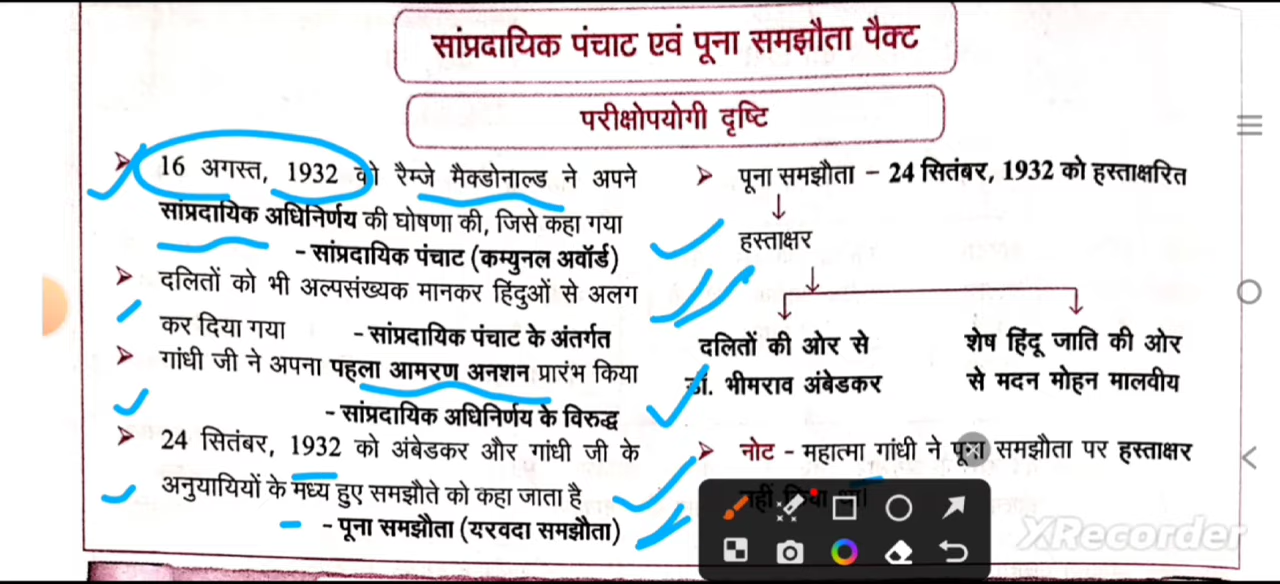 सांप्रदायिक पंचाट एवं पूना समझौता पैक्ट
परीक्षोपयोगी दृष्टि
16 अगस्त, 1932 को रैम्जे मैक्डोनाल्ड ने अपने
सांप्रदायिक अधिनिर्णय की घोषणा की, जिसे कहा गया
- सांप्रदायिक पंचाट (कम्युनल अवॉर्ड)
दलितों को भी अल्पसंख्यक मानकर हिंदुओं से अलग
कर दिया गया - सांप्रदायिक पंचाट के अंतर्गत
गांधी जी ने अपना पहला आमरण अनशन प्रारंभ किया
- सांप्रदायिक अधिनिर्णय के विरुद्ध
24 सितंबर, 1932 को अंबेडकर और गांधी जी के
अनुयायियों के मध्य हुए समझौते को कहा जाता है
- पूना समझौता (यरवदा समझौता)
पूना समझौता – 24 सितंबर, 1932 को हस्ताक्षरित
हस्ताक्षर
दलितों की ओर से
डॉ. भीमराव अंबेडकर
शेष हिंदू जाति की ओर
से मदन मोहन मालवीय
नोट - महात्मा गांधी ने पूना समझौता पर हस्ताक्षर
नहीं किया था।
XRecorder